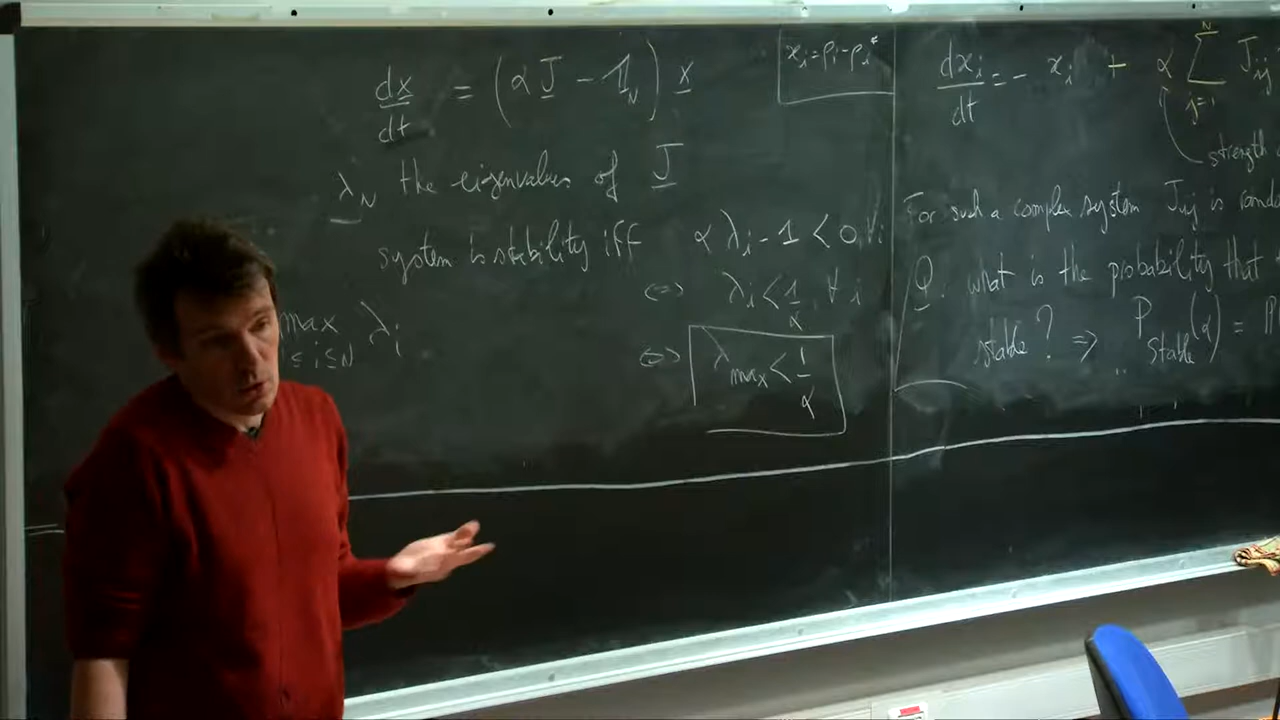 dx/dt = (α J - 1_N) x
x_i = ρ_i - ρ_i*
λ_N the eigenvalues of J
system is stability iff α λ_i - 1 < 0 ∀i
<=> λ_i < 1/α ∀ i
max λ_i
1 ≤ i ≤ N
<=> λ_max < 1/α
dx_i/dt = - x_i + α Σ_{j=1}^{N} J_ij
strength
For such a complex system J_ij is
Q. what is the probability that
stable? => P_stable(α) =